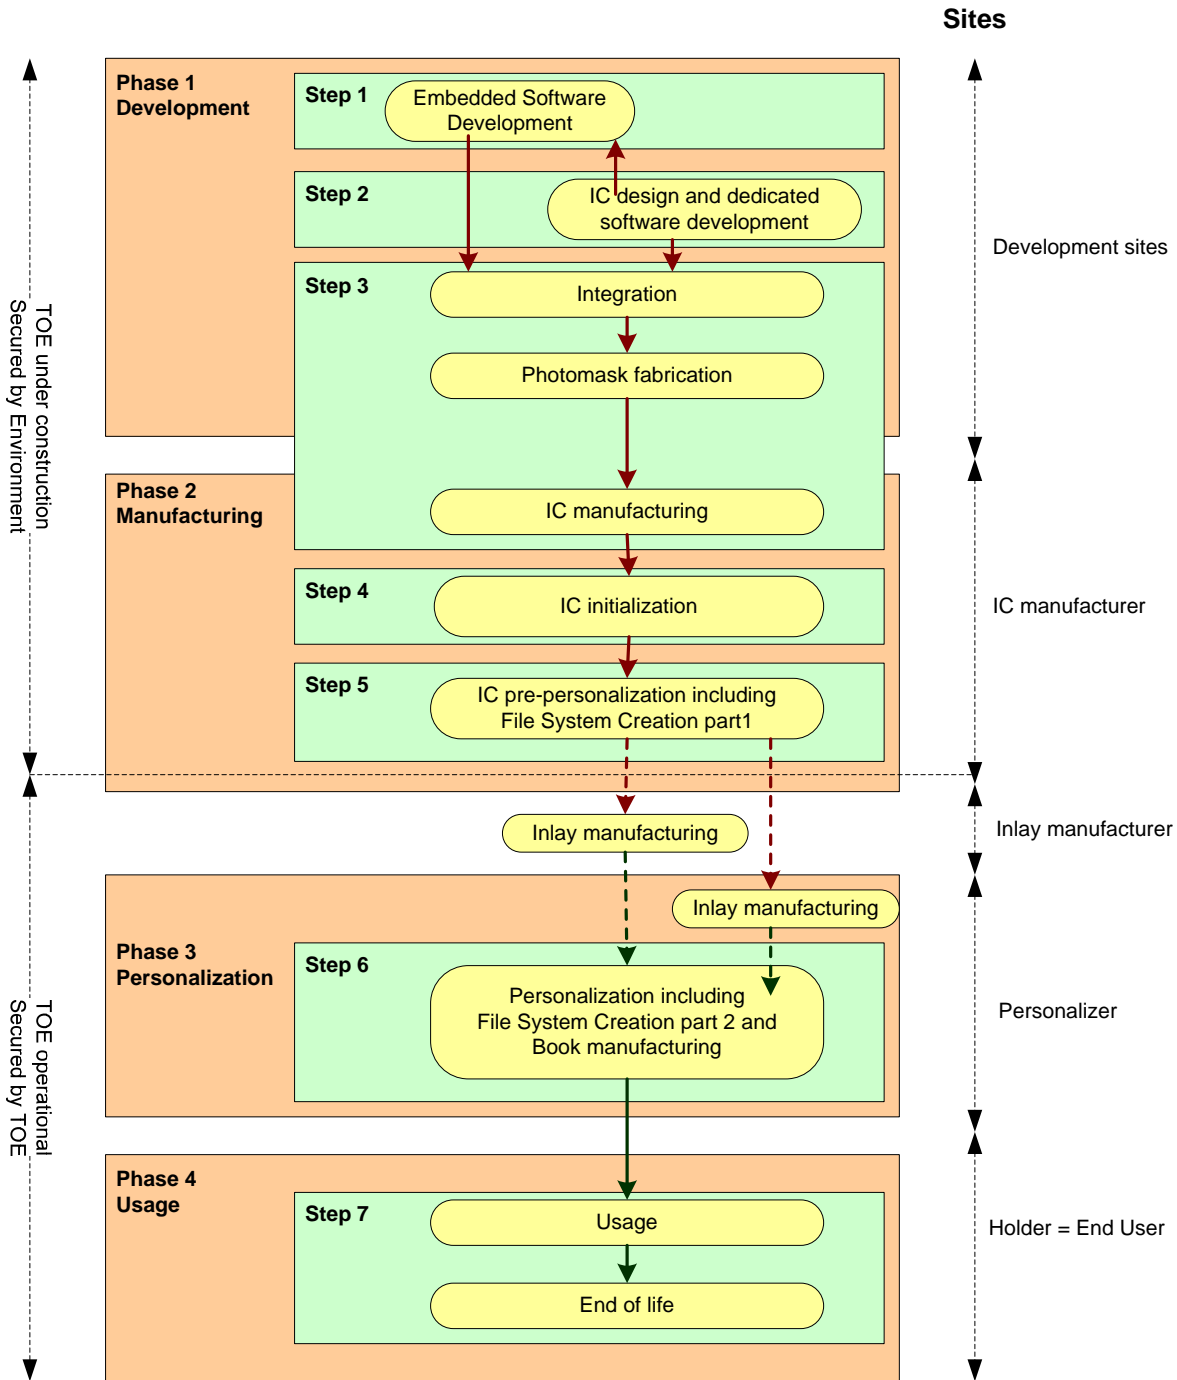 Sites
Phase 1
Development
Step 1
Embedded Software
Development
Step 2
IC design and dedicated
software development
Development sites
Step 3
Integration
Photomask fabrication
TOE under construction
Secured by Environment
Phase 2
Manufacturing
IC manufacturing
Step 4
IC initialization
IC manufacturer
Step 5
IC pre-personalization including
File System Creation part1
Inlay manufacturing
Inlay manufacturer
Inlay manufacturing
Phase 3
Personalization
Step 6
Personalization including
File System Creation part 2 and
Book manufacturing
Personalizer
TOE operational
Secured by TOE
Phase 4
Usage
Step 7
Usage
Holder = End User
End of life